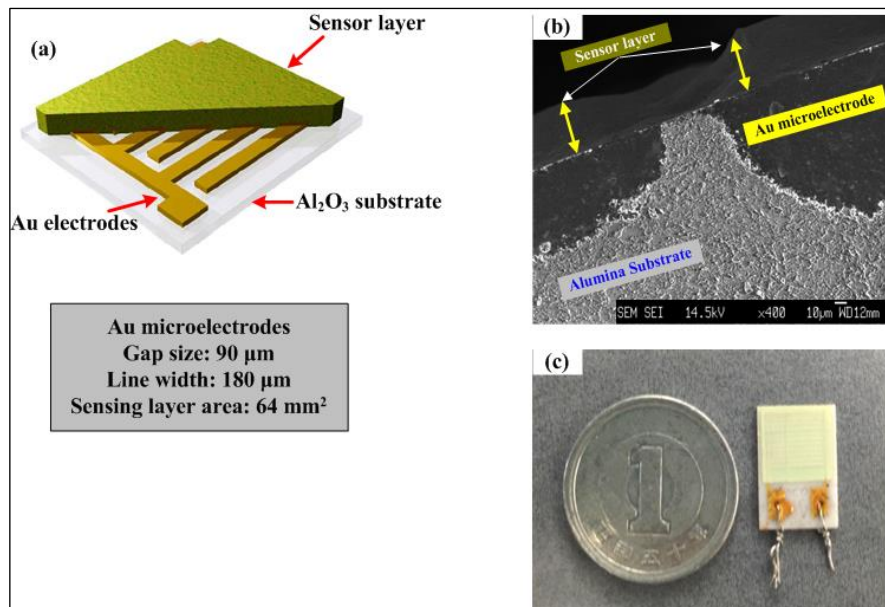 (a)
Sensor layer
Au electrodes
Al₂O₃ substrate
Au microelectrodes
Gap size: 90 µm
Line width: 180 µm
Sensing layer area: 64 mm²
(b)
Sensor layer
Au microelectrode
Alumina Substrate
SEM SEI 14.5kV x400 10µm WD12mm
(c)
1